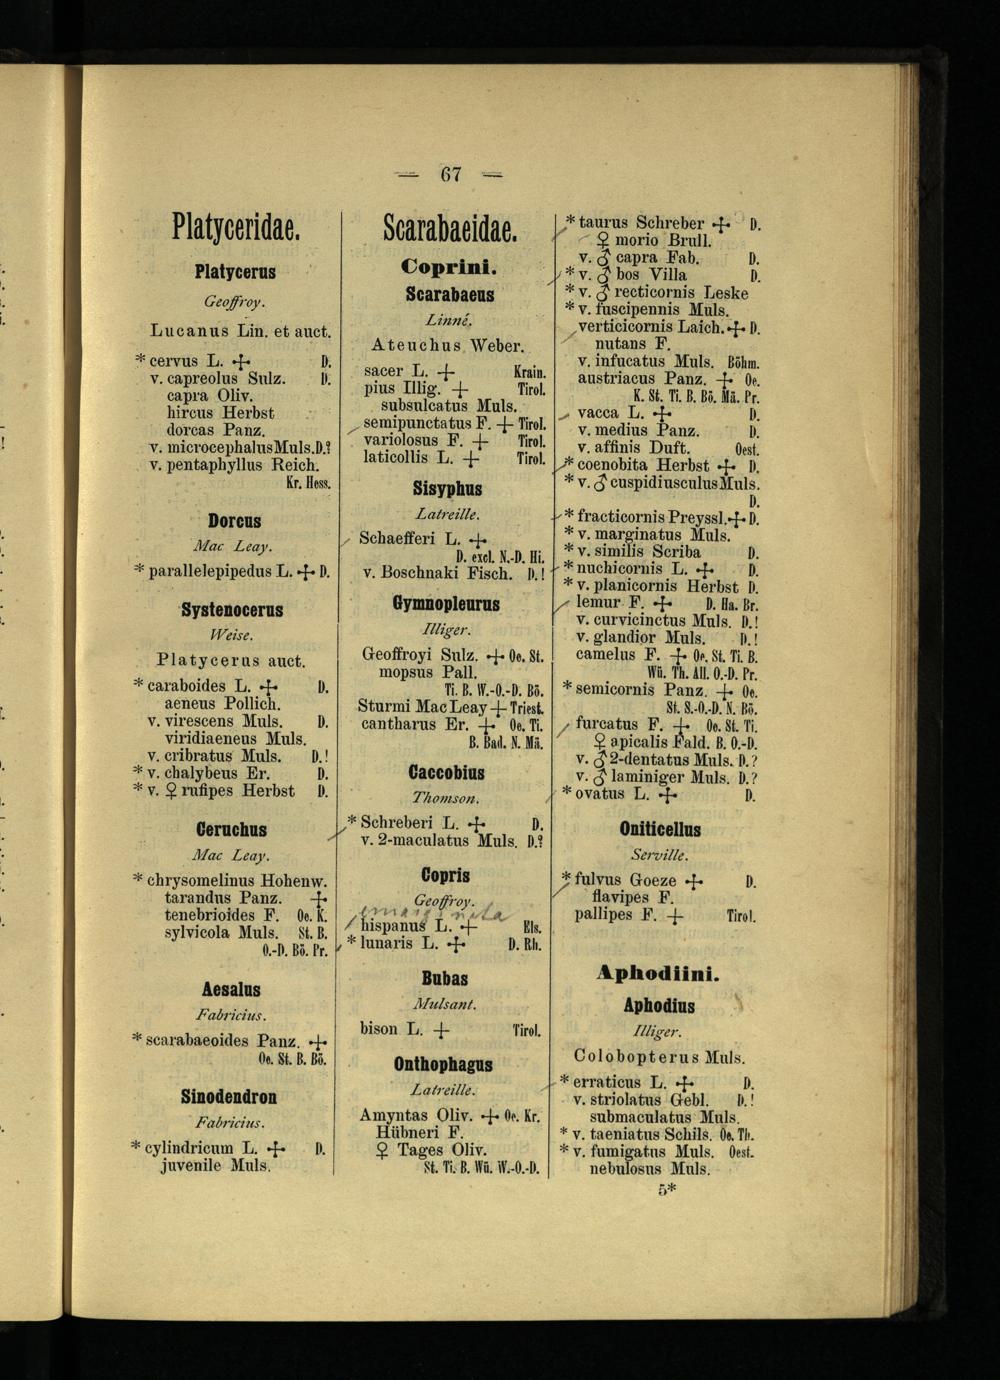 — 67 —
Platyceridae.
Platycerus
Geoffroy.
Lucanus Lin. et auct.
* cervus L. ✢ D.
v. capreolus Sulz. D.
capra Oliv.
hircus Herbst
dorcas Panz.
v. microcephalus Muls. D.?
v. pentaphyllus Reich.
Kr. Hess.
Dorcus
Mac Leay.
* parallelepipedus L. ✢ D.
Systenocerus
Weise.
Platycerus auct.
* caraboides L. ✢ D.
aeneus Pollich.
v. virescens Muls. D.
viridiaeneus Muls.
v. cribratus Muls. D.!
* v. chalybeus Er. D.
* v. ♀ rufipes Herbst D.
Ceruchus
Mac Leay.
* chrysomelinus Hohenw.
tarandus Panz. ✢
tenebrioides F. Oe. K.
sylvicola Muls. St. B.
O.-D. Bö. Pr.
Aesalus
Fabricius.
* scarabaeoides Panz. ✢
Oe. St. B. Bö.
Sinodendron
Fabricius.
* cylindricum L. ✢ D.
juvenile Muls.
Scarabaeidae.
Coprini.
Scarabaeus
Linné.
Ateuchus Weber.
sacer L. + Krain.
pius Illig. + Tirol.
subsulcatus Muls.
semipunctatus F. + Tirol.
variolosus F. + Tirol.
laticollis L. + Tirol.
Sisyphus
Latreille.
Schaefferi L. ✢
D. excl. N.-D. Hi.
v. Boschnaki Fisch. D.!
Gymnopleurus
Illiger.
Geoffroyi Sulz. ✢ Oe. St.
mopsus Pall.
Ti. B. W.-O.-D. Bö.
Sturmi Mac Leay + Triest.
cantharus Er. ✢ Oe. Ti.
B. Bad. N. Mä.
Caccobius
Thomson.
* Schreberi L. ✢ D.
v. 2-maculatus Muls. D.?
Copris
Geoffroy.
emarginata
hispanus L. + Els.
* lunaris L. ✢ D. Rh.
Bubas
Mulsant.
bison L. + Tirol.
Onthophagus
Latreille.
Amyntas Oliv. ✢ Oe. Kr.
Hübneri F.
♀ Tages Oliv.
St. Ti. B. Wü. W.-O.-D.
* taurus Schreber ✢ D.
♀ morio Brull.
v. ♂ capra Fab. D.
* v. ♂ bos Villa D.
* v. ♂ recticornis Leske
* v. fuscipennis Muls.
verticicornis Laich. ✢ D.
nutans F.
v. infucatus Muls. Böhm.
austriacus Panz. ✢ Oe.
K. St. Ti. B. Bö. Mä. Pr.
vacca L. ✢ D.
v. medius Panz. D.
v. affinis Duft. Oest.
* coenobita Herbst ✢ D.
* v. ♂ cuspidiusculus Muls.
D.
* fracticornis Preyssl. ✢ D.
* v. marginatus Muls.
* v. similis Scriba D.
* nuchicornis L. ✢ D.
* v. planicornis Herbst D.
lemur F. ✢ D. Ha. Br.
v. curvicinctus Muls. D.!
v. glandior Muls. D.!
camelus F. ✢ Oe. St. Ti. B.
Wü. Th. All. O.-D. Pr.
* semicornis Panz. ✢ Oe.
St. S.-O.-D. N. Bö.
furcatus F. ✢ Oe. St. Ti.
♀ apicalis Fald. B. O.-D.
v. ♂ 2-dentatus Muls. D.?
v. ♂ laminiger Muls. D.?
* ovatus L. ✢ D.
Oniticellus
Serville.
* fulvus Goeze ✢ D.
flavipes F.
pallipes F. + Tirol.
Aphodiini.
Aphodius
Illiger.
Colobopterus Muls.
* erraticus L. ✢ D.
v. striolatus Gebl. D.!
submaculatus Muls.
* v. taeniatus Schils. Oe. Th.
* v. fumigatus Muls. Oest.
nebulosus Muls.
5*